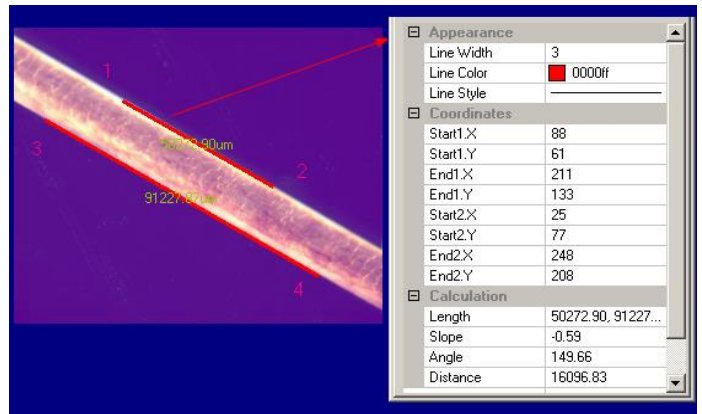 1
50272.90um
2
3
91227.87um
4
Appearance
Line Width 3
Line Color 0000ff
Line Style
Coordinates
Start1.X 88
Start1.Y 61
End1.X 211
End1.Y 133
Start2.X 25
Start2.Y 77
End2.X 248
End2.Y 208
Calculation
Length 50272.90, 91227...
Slope -0.59
Angle 149.66
Distance 16096.83